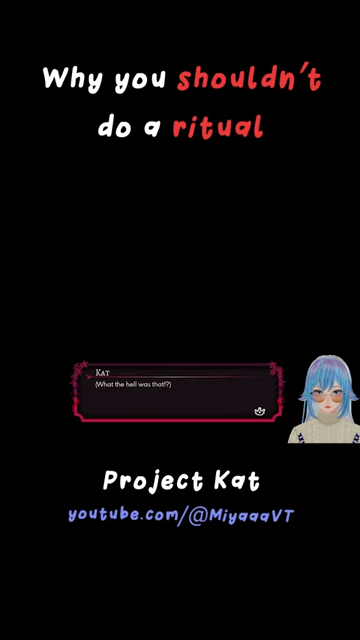 Why you shouldn't
do a ritual
Kat
(What the hell was that!?)
Project Kat
youtube.com/@MiyaaaVT